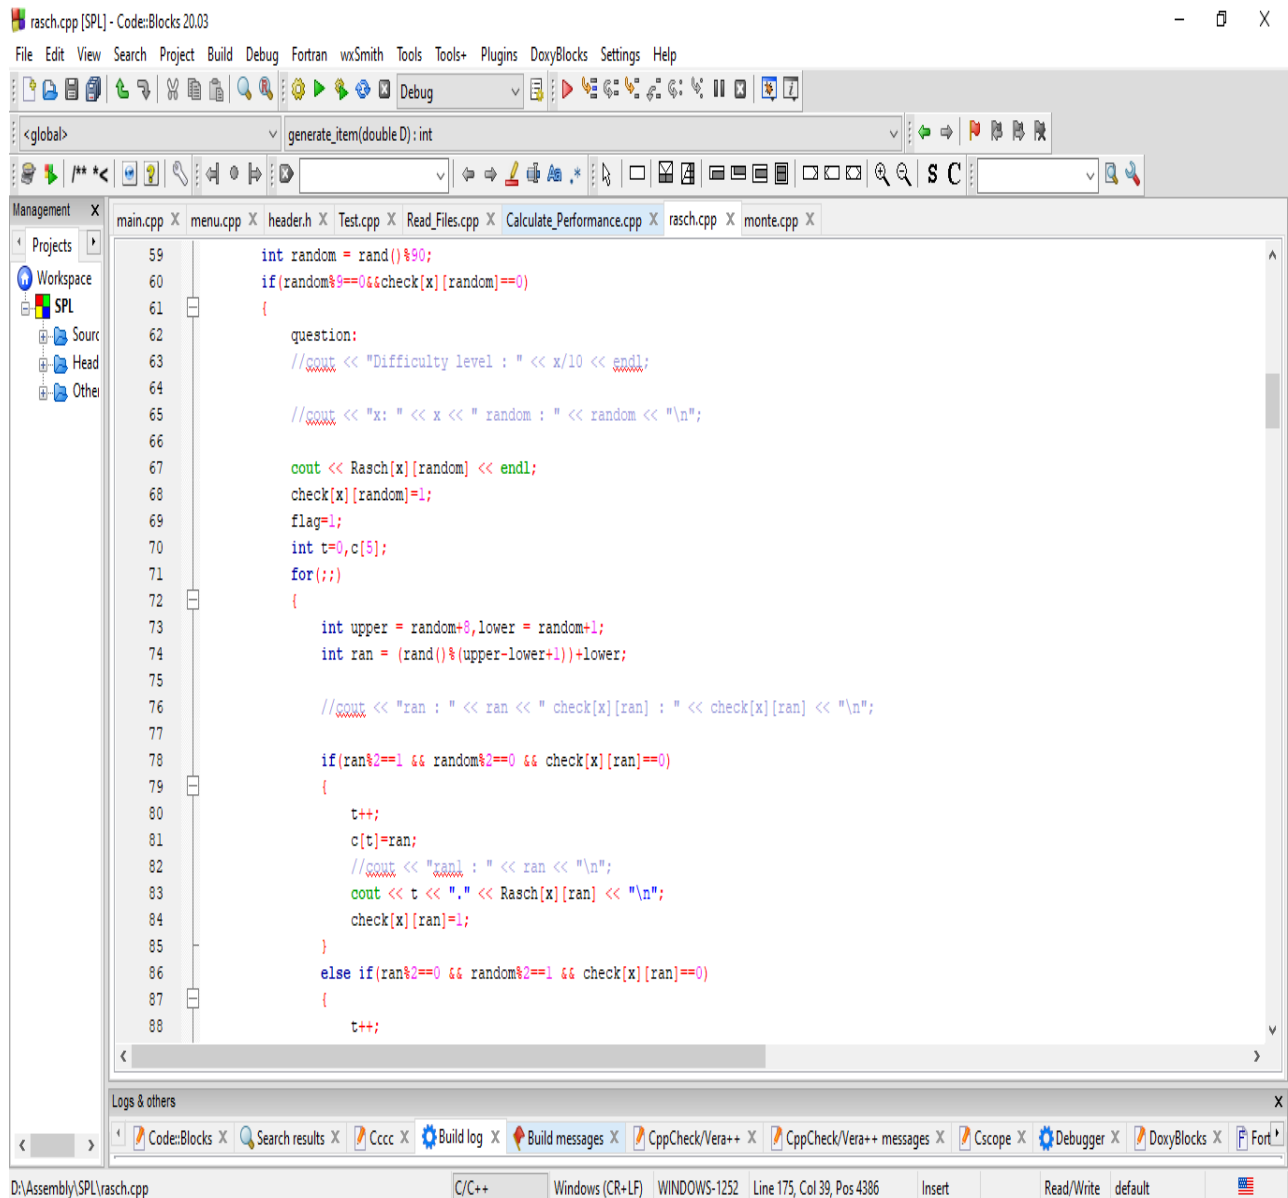 rasch.cpp [SPL] - Code::Blocks 20.03
File Edit View Search Project Build Debug Fortran wxSmith Tools Tools+ Plugins DoxyBlocks Settings Help
Debug
<global> generate_item(double D) : int
/** *<
S C
Management X
main.cpp X menu.cpp X header.h X Test.cpp X Read_Files.cpp X Calculate_Performance.cpp X rasch.cpp X monte.cpp X
Projects
Workspace
SPL
Sourc
Head
Other
59 int random = rand()%90;
60 if(random%9==0&&check[x][random]==0)
61 {
62 question:
63 //cout << "Difficulty level : " << x/10 << endl;
64
65 //cout << "x: " << x << " random : " << random << "\n";
66
67 cout << Rasch[x][random] << endl;
68 check[x][random]=1;
69 flag=1;
70 int t=0,c[5];
71 for(;;)
72 {
73 int upper = random+8,lower = random+1;
74 int ran = (rand()%(upper-lower+1))+lower;
75
76 //cout << "ran : " << ran << " check[x][ran] : " << check[x][ran] << "\n";
77
78 if(ran%2==1 && random%2==0 && check[x][ran]==0)
79 {
80 t++;
81 c[t]=ran;
82 //cout << "ran1 : " << ran << "\n";
83 cout << t << "." << Rasch[x][ran] << "\n";
84 check[x][ran]=1;
85 }
86 else if(ran%2==0 && random%2==1 && check[x][ran]==0)
87 {
88 t++;
Logs & others X
Code::Blocks X Search results X Cccc X Build log X Build messages X CppCheck/Vera++ X CppCheck/Vera++ messages X Cscope X Debugger X DoxyBlocks X Fort
D:\Assembly\SPL\rasch.cpp C/C++ Windows (CR+LF) WINDOWS-1252 Line 175, Col 39, Pos 4386 Insert Read/Write default